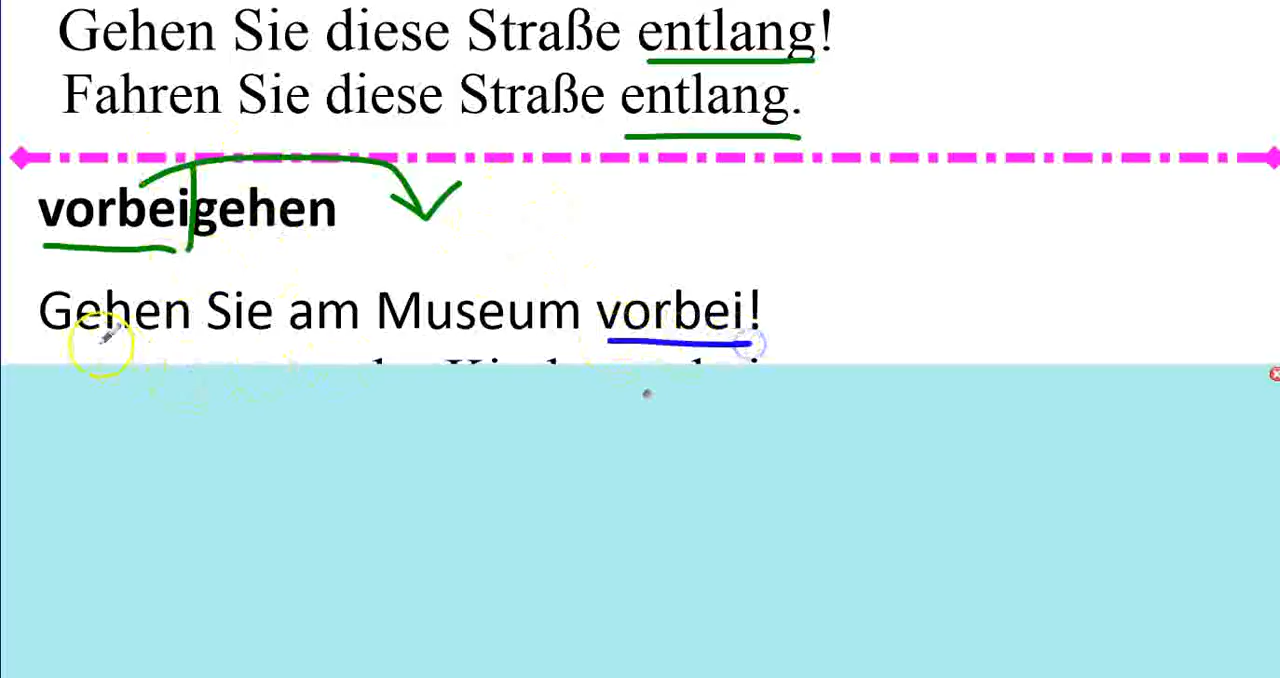 Gehen Sie diese Straße entlang!
Fahren Sie diese Straße entlang.
vorbeigehen
Gehen Sie am Museum vorbei!